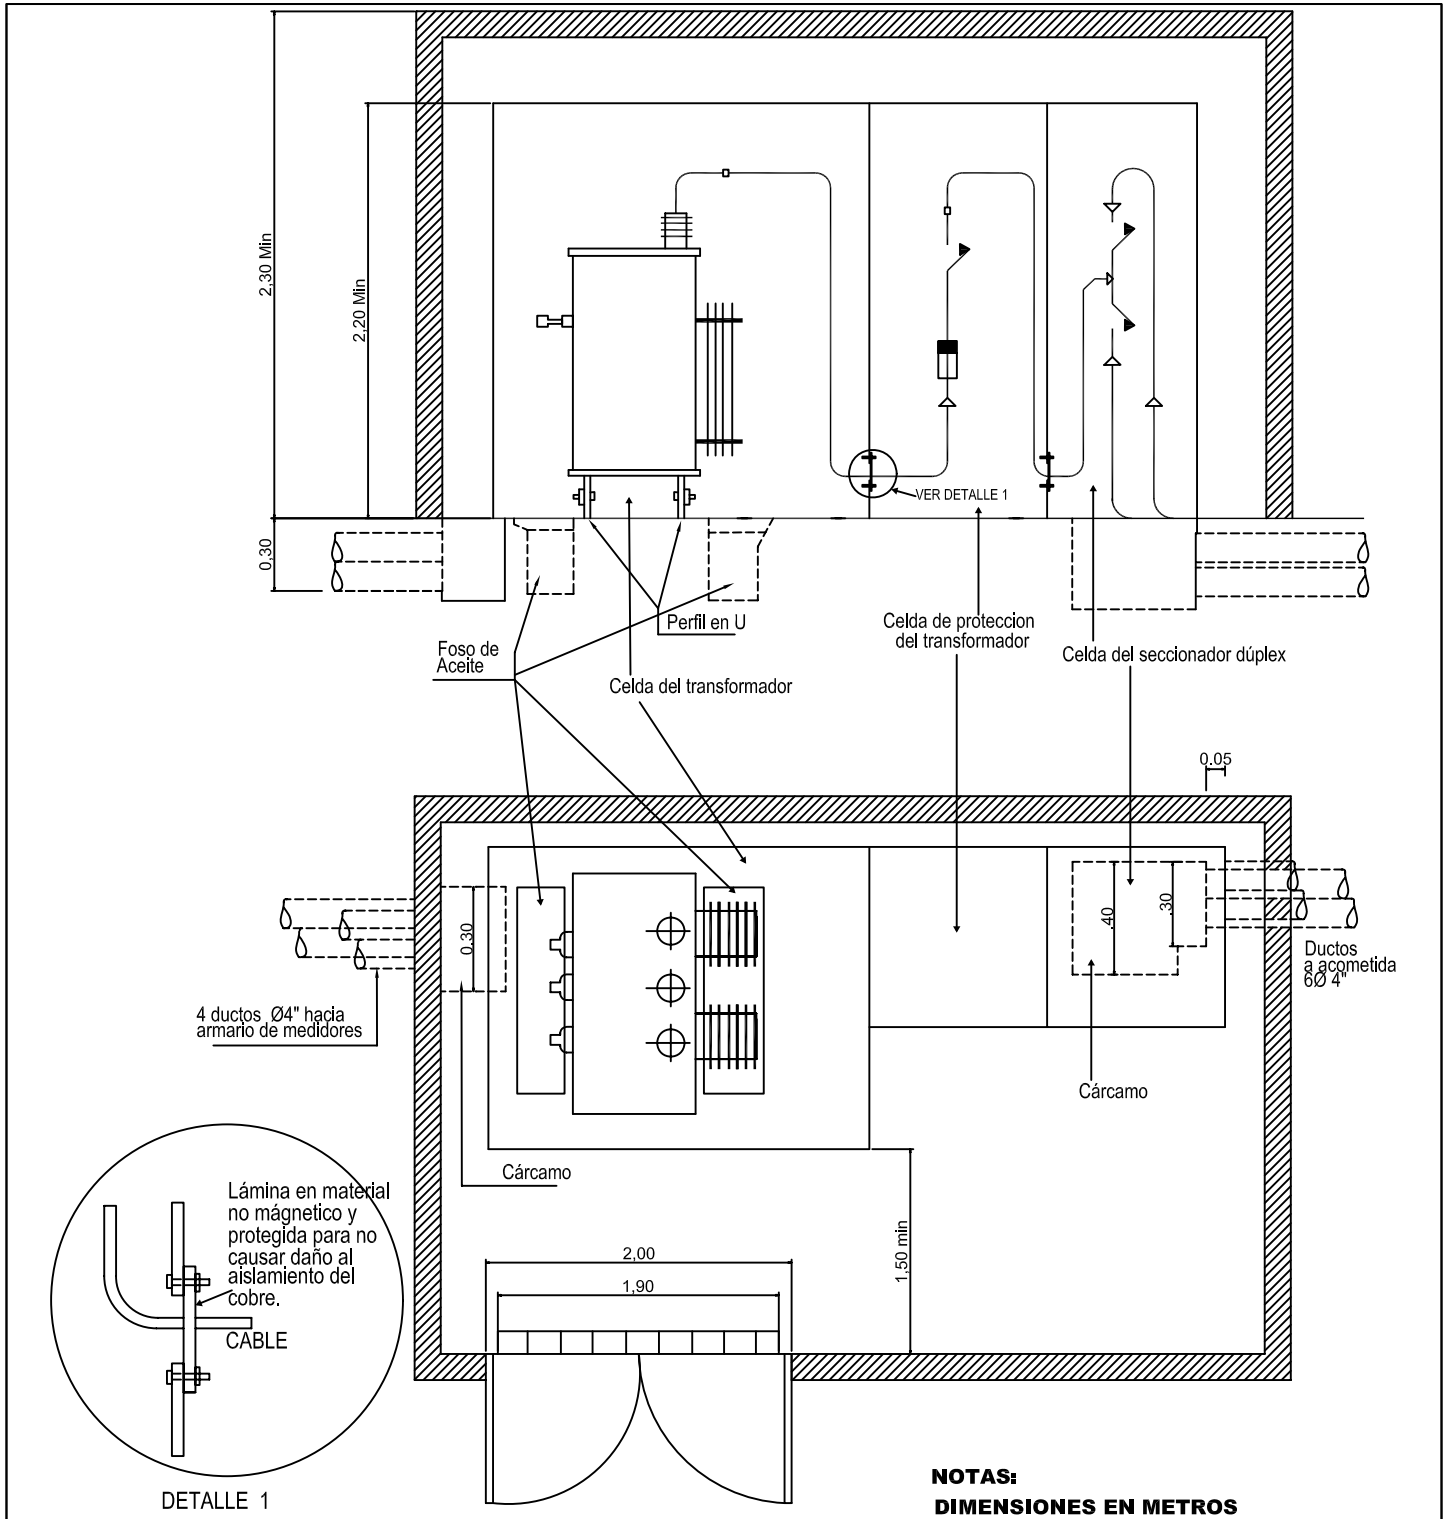 2,30 Min
2,20 Min
0,30
VER DETALLE 1
Perfil en U
Foso de
Aceite
Celda del transformador
Celda de proteccion
del transformador
Celda del seccionador dúplex
0.05
0.30
.40
.30
Ductos
a acometida
6Ø 4"
4 ductos Ø4" hacia
armario de medidores
Cárcamo
Cárcamo
1,50 min
2,00
1,90
Lámina en material
no mágnetico y
protegida para no
causar daño al
aislamiento del
cobre.
CABLE
DETALLE 1
NOTAS:
DIMENSIONES EN METROS